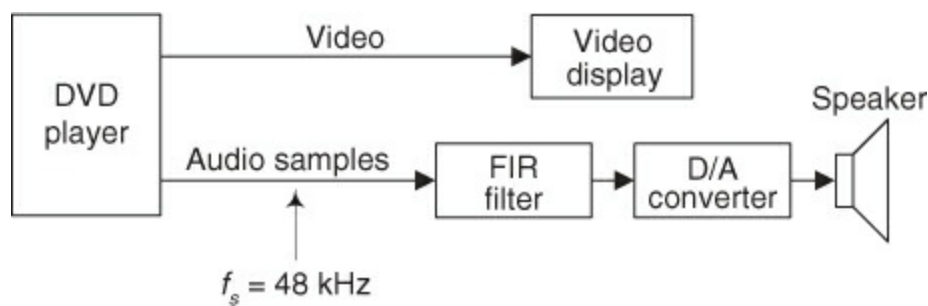 DVD
player
Video
Video
display
Speaker
Audio samples
FIR
filter
D/A
converter
fs = 48 kHz